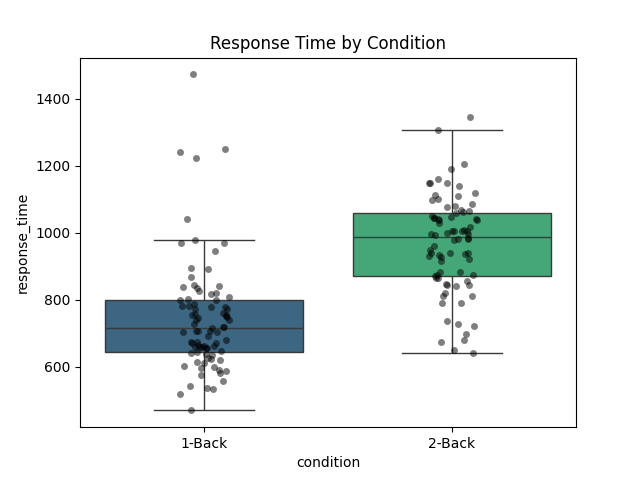 Response Time by Condition
1400
1200
1000
800
600
response_time
1-Back
2-Back
condition